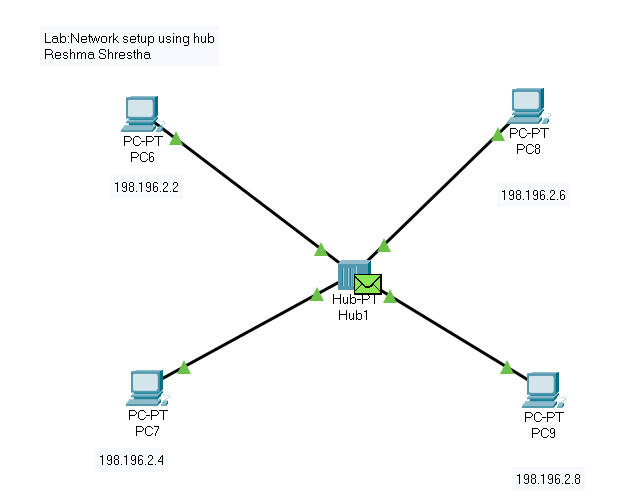 Lab:Network setup using hub
Reshma Shrestha
PC-PT
PC6
198.196.2.2
PC-PT
PC8
198.196.2.6
Hub-PT
Hub1
PC-PT
PC7
198.196.2.4
PC-PT
PC9
198.196.2.8